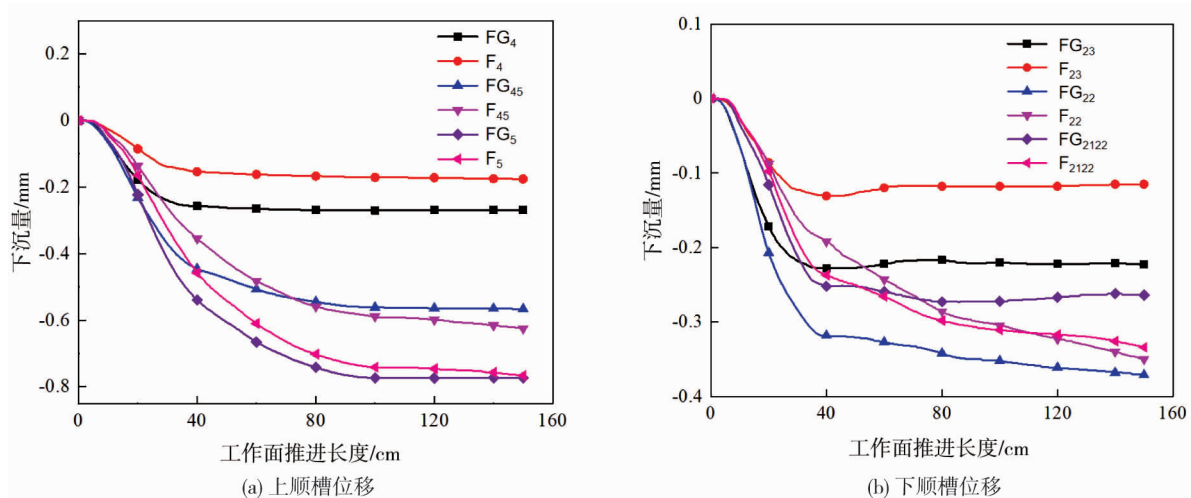 0.2
0
-0.2
-0.4
-0.6
-0.8
下沉量/mm
FG4
F4
FG45
F45
FG5
F5
0 40 80 120 160
工作面推进长度/cm
(a) 上顺槽位移
0.1
0
-0.1
-0.2
-0.3
-0.4
下沉量/mm
FG23
F23
FG22
F22
FG2122
F2122
0 40 80 120 160
工作面推进长度/cm
(b) 下顺槽位移